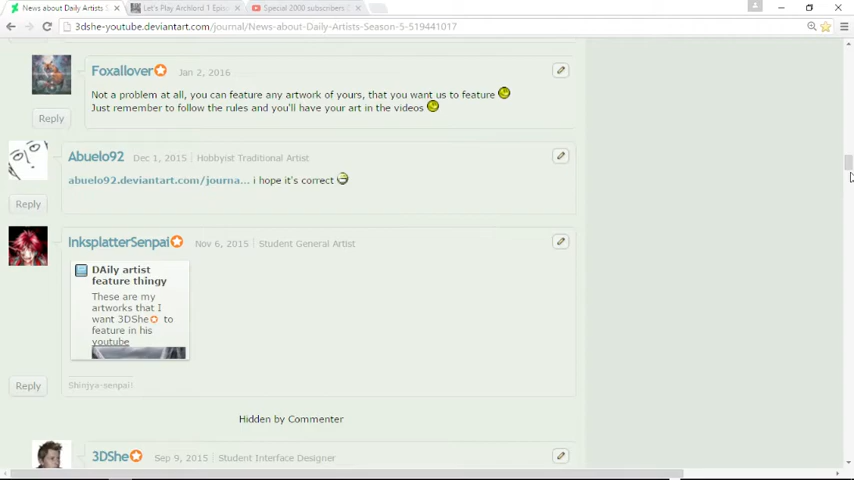 News about Daily Artists S
Let's Play Archlord 1 Epis
Special 2000 subscribers
3dshe-youtube.deviantart.com/journal/News-about-Daily-Artists-Season-5-519441017
Foxallover Jan 2, 2016
Not a problem at all, you can feature any artwork of yours, that you want us to feature
Just remember to follow the rules and you'll have your art in the videos
Reply
Abuelo92 Dec 1, 2015 Hobbyist Traditional Artist
abuelo92.deviantart.com/journa... i hope it's correct
Reply
InksplatterSenpai Nov 6, 2015 Student General Artist
DAily artist
feature thingy
These are my
artworks that I
want 3DShe to
feature in his
youtube
Reply
Shinjya-senpai!
Hidden by Commenter
3DShe Sep 9, 2015 Student Interface Designer